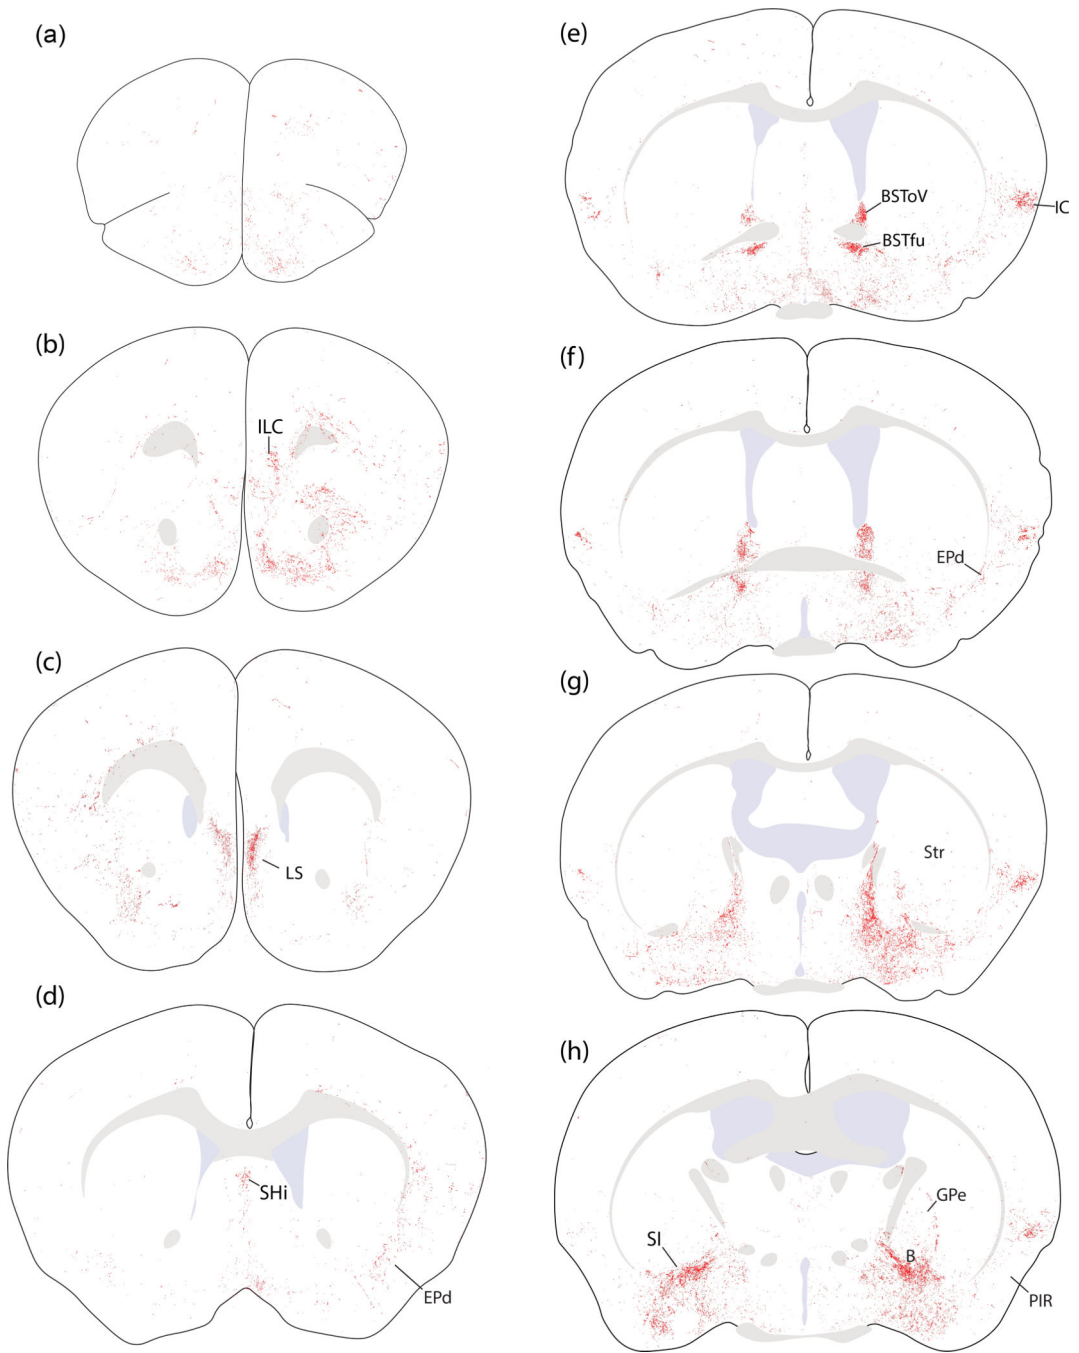 (a)
(b)
ILC
(c)
LS
(d)
SHi
EPd
(e)
BSToV
IC
BSTfu
(f)
EPd
(g)
Str
(h)
GPe
SI
B
PIR